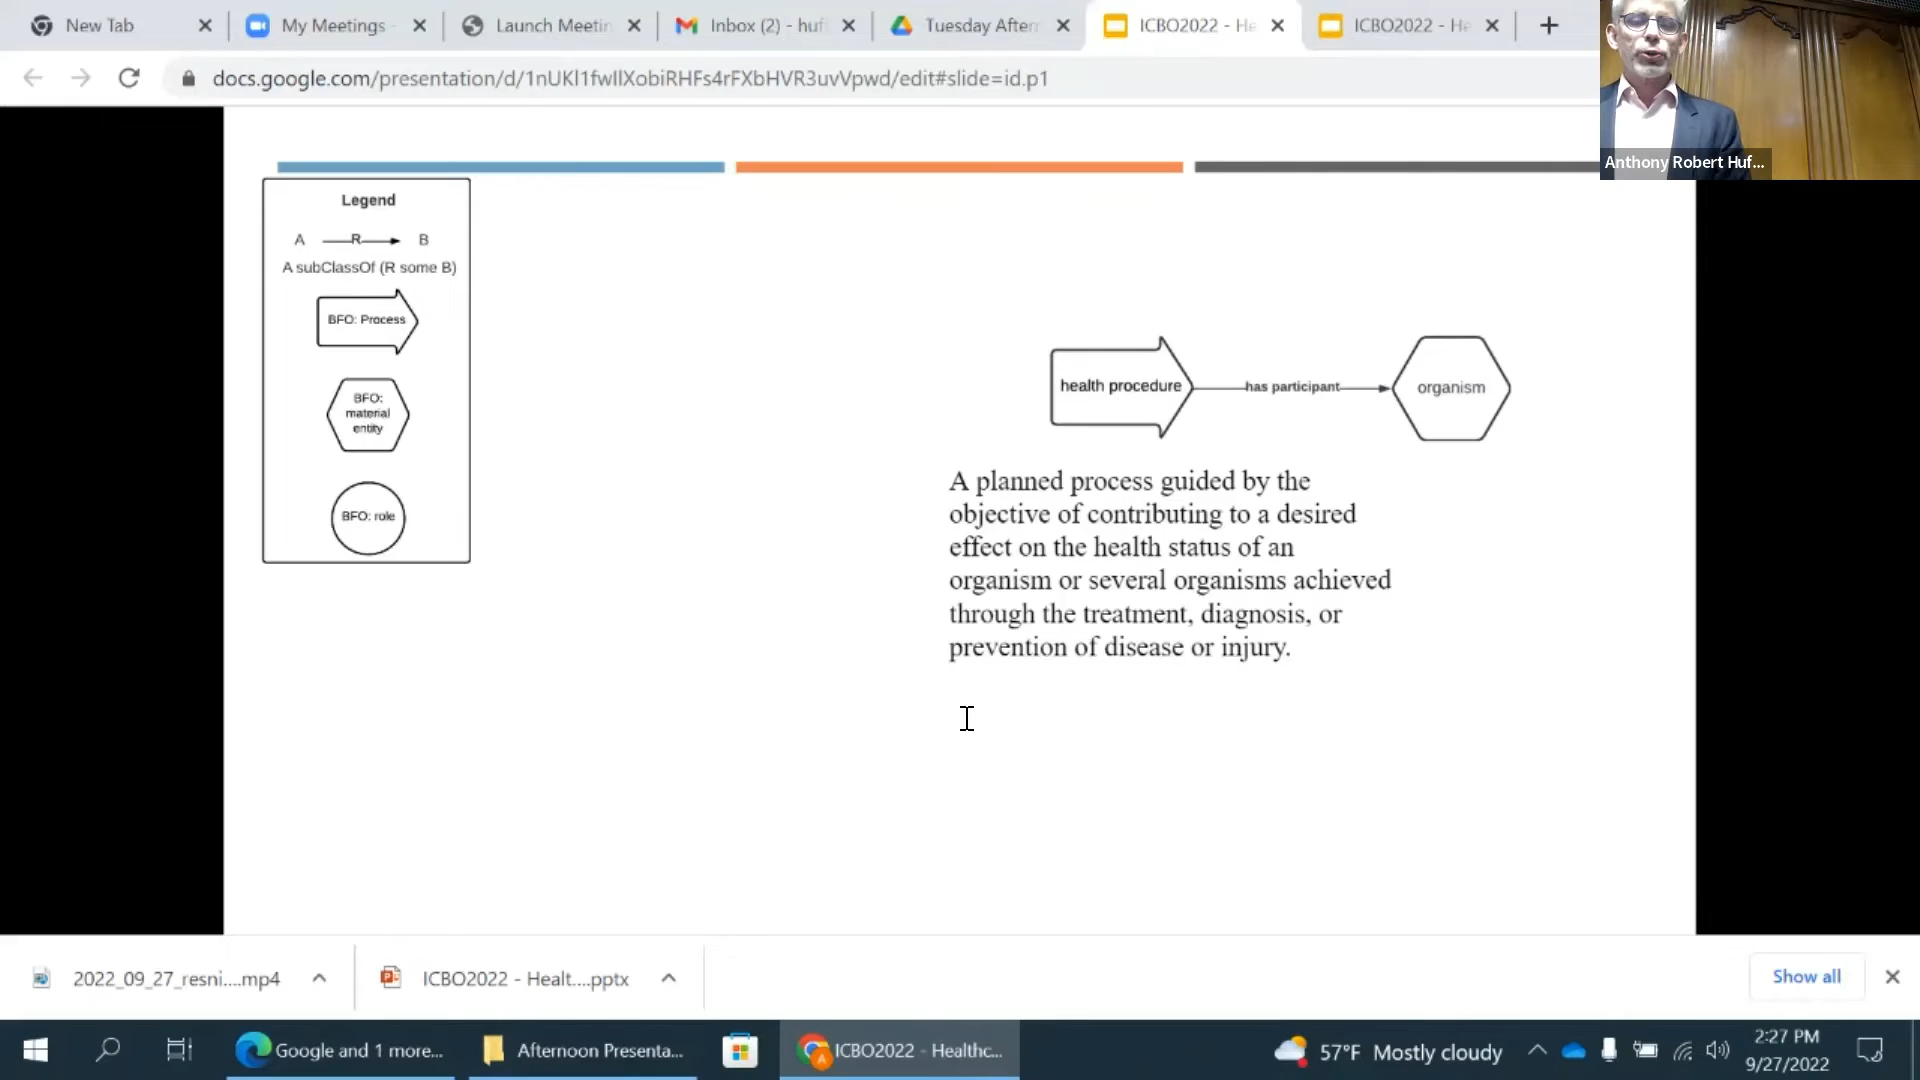 New Tab
My Meetings -
Launch Meetin
Inbox (2) - huf
Tuesday After
ICBO2022 - He
ICBO2022 - He
docs.google.com/presentation/d/1nUKl1fwIlXobiRHFs4rFXbHVR3uvVpwd/edit#slide=id.p1
Anthony Robert Huf...
Legend
A R B
A subClassOf (R some B)
BFO: Process
BFO:
material
entity
BFO: role
health procedure
has participant
organism
A planned process guided by the
objective of contributing to a desired
effect on the health status of an
organism or several organisms achieved
through the treatment, diagnosis, or
prevention of disease or injury.
2022_09_27_resni....mp4
ICBO2022 - Healt....pptx
Show all
Google and 1 more...
Afternoon Presenta...
ICBO2022 - Healthc...
57°F Mostly cloudy
2:27 PM
9/27/2022